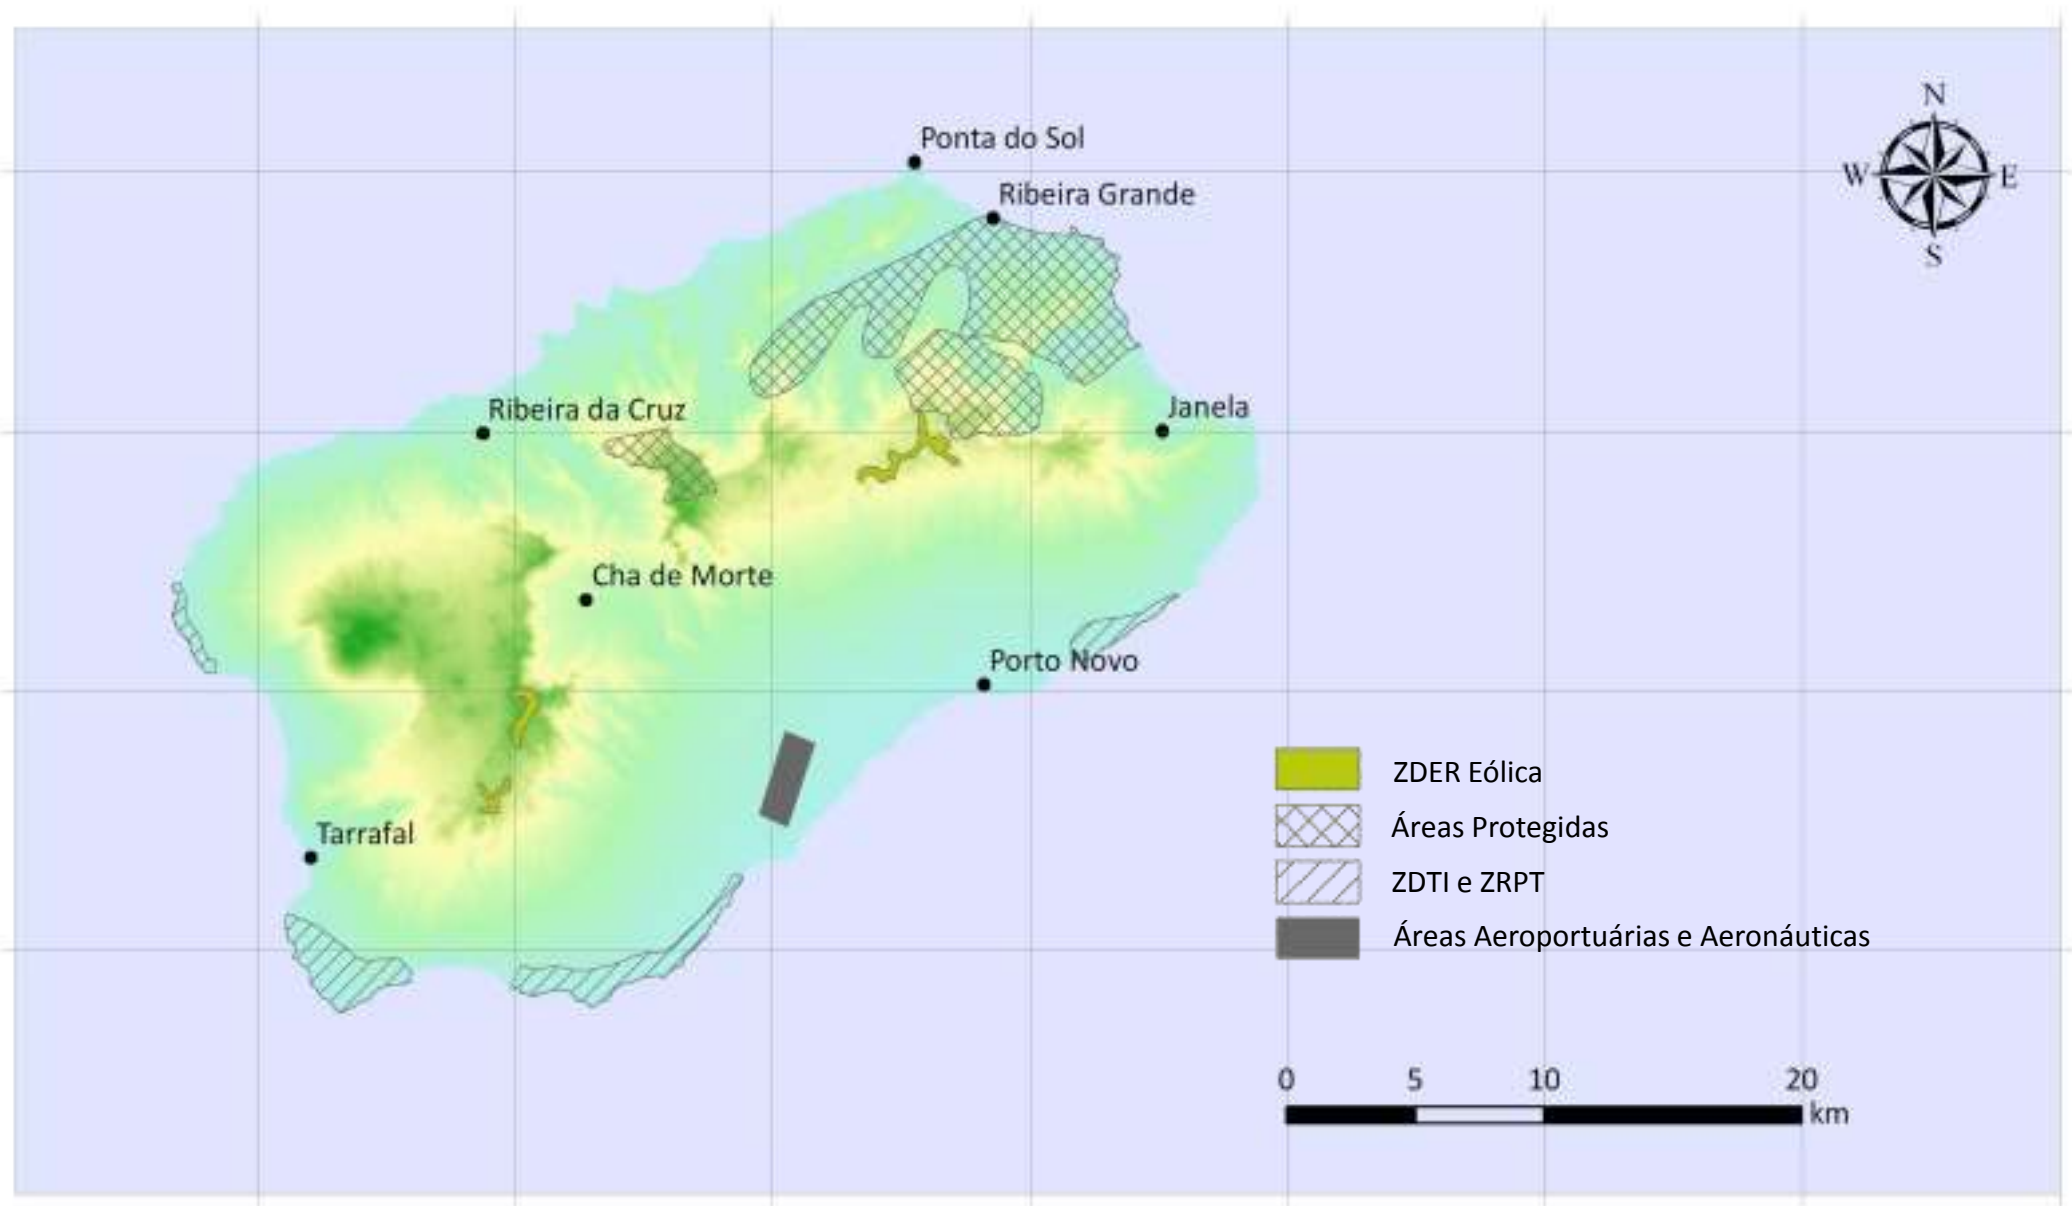 N
W E
S
Ponta do Sol
Ribeira Grande
Ribeira da Cruz
Janela
Cha de Morte
Porto Novo
Tarrafal
ZDER Eólica
Áreas Protegidas
ZDTI e ZRPT
Áreas Aeroportuárias e Aeronáuticas
0 5 10 20
km